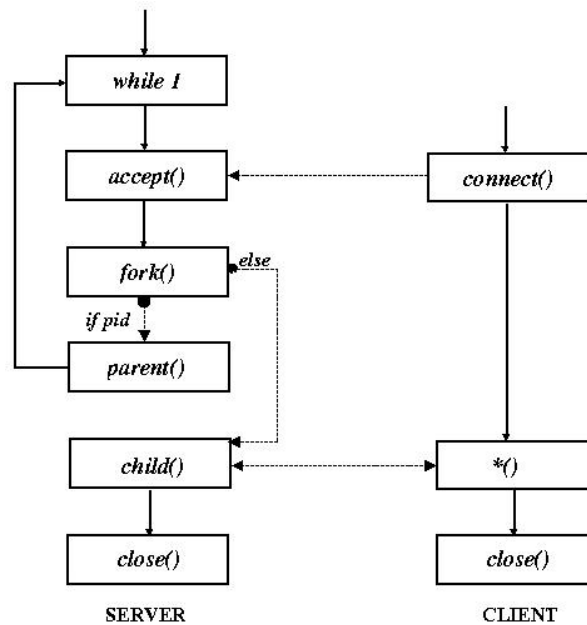 while 1
accept()
connect()
fork()
else
if pid
parent()
child()
*()
close()
close()
SERVER
CLIENT